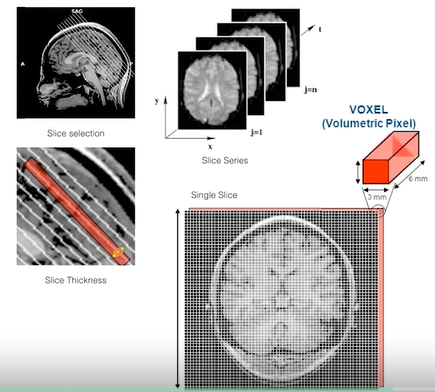 SAG
A
P
Slice selection
t
y
x
j=1
j=n
Slice Series
VOXEL
(Volumetric Pixel)
3 mm
6 mm
Slice Thickness
Single Slice